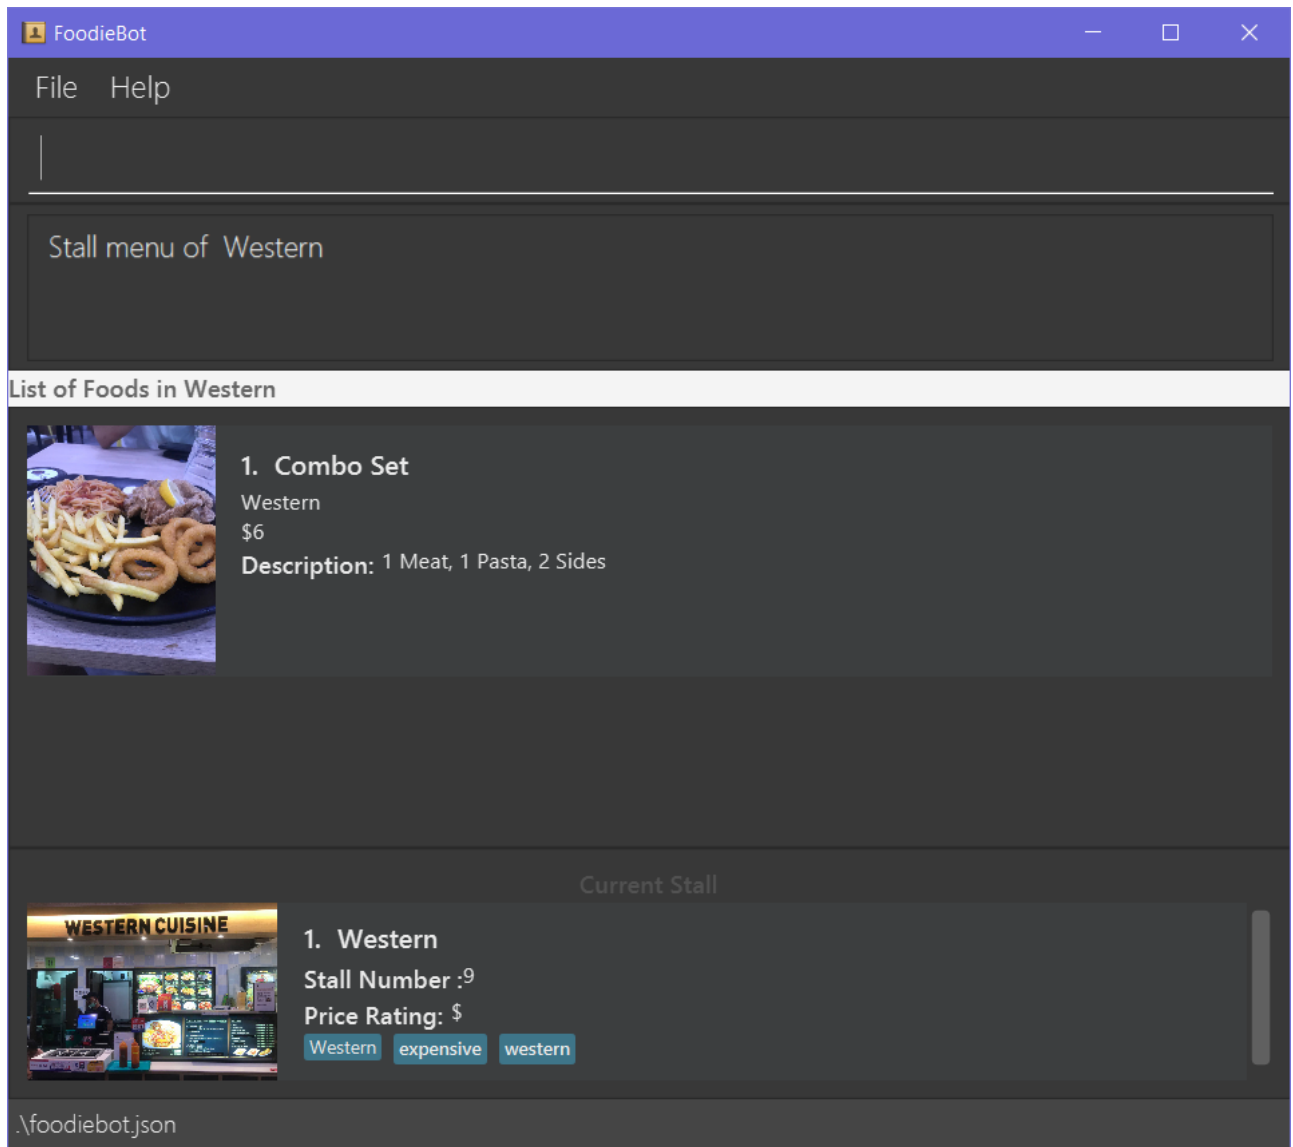 FoodieBot
File Help
Stall menu of  Western
List of Foods in Western
1.  Combo Set
Western
$6
Description: 1 Meat, 1 Pasta, 2 Sides
Current Stall
WESTERN CUISINE
1.  Western
Stall Number :9
Price Rating: $
Western expensive western
.\foodiebot.json